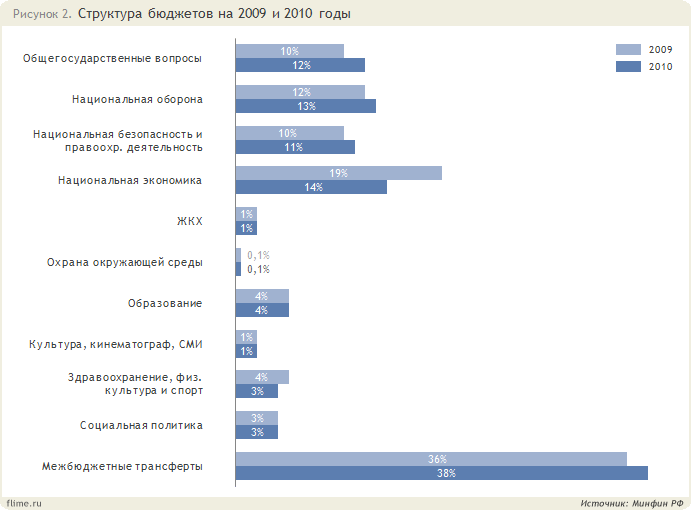 Рисунок 2. Структура бюджетов на 2009 и 2010 годы
2009
2010
Общегосударственные вопросы
10%
12%
Национальная оборона
12%
13%
Национальная безопасность и
правоохр. деятельность
10%
11%
Национальная экономика
19%
14%
ЖКХ
1%
1%
Охрана окружающей среды
0,1%
0,1%
Образование
4%
4%
Культура, кинематограф, СМИ
1%
1%
Здравоохранение, физ.
культура и спорт
4%
3%
Социальная политика
3%
3%
Межбюджетные трансферты
36%
38%
flime.ru
Источник: Минфин РФ